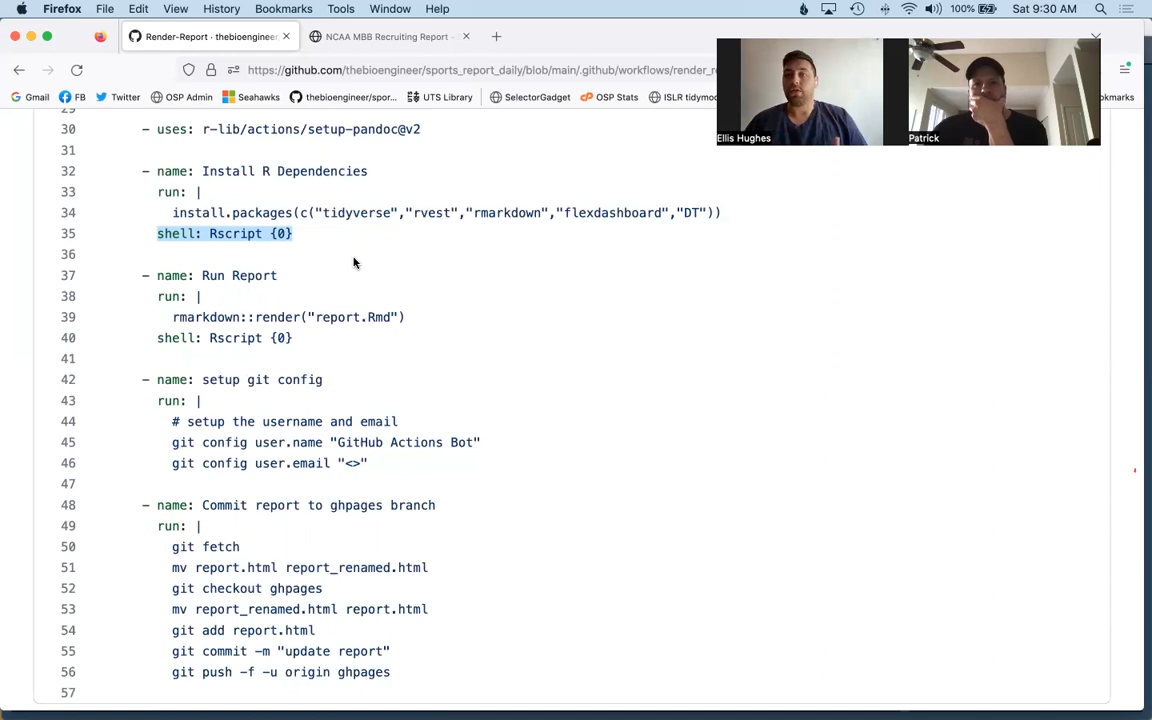 Firefox File Edit View History Bookmarks Tools Window Help 100% Sat 9:30 AM
Render-Report · thebioengineer NCAA MBB Recruiting Report -
https://github.com/thebioengineer/sports_report_daily/blob/main/.github/workflows/render_r
Gmail FB Twitter OSP Admin Seahawks thebioengineer/spor... UTS Library SelectorGadget OSP Stats ISLR tidymod okmarks
Ellis Hughes Patrick
29
30 - uses: r-lib/actions/setup-pandoc@v2
31
32 - name: Install R Dependencies
33 run: |
34 install.packages(c("tidyverse","rvest","rmarkdown","flexdashboard","DT"))
35 shell: Rscript {0}
36
37 - name: Run Report
38 run: |
39 rmarkdown::render("report.Rmd")
40 shell: Rscript {0}
41
42 - name: setup git config
43 run: |
44 # setup the username and email
45 git config user.name "GitHub Actions Bot"
46 git config user.email "<>"
47
48 - name: Commit report to ghpages branch
49 run: |
50 git fetch
51 mv report.html report_renamed.html
52 git checkout ghpages
53 mv report_renamed.html report.html
54 git add report.html
55 git commit -m "update report"
56 git push -f -u origin ghpages
57